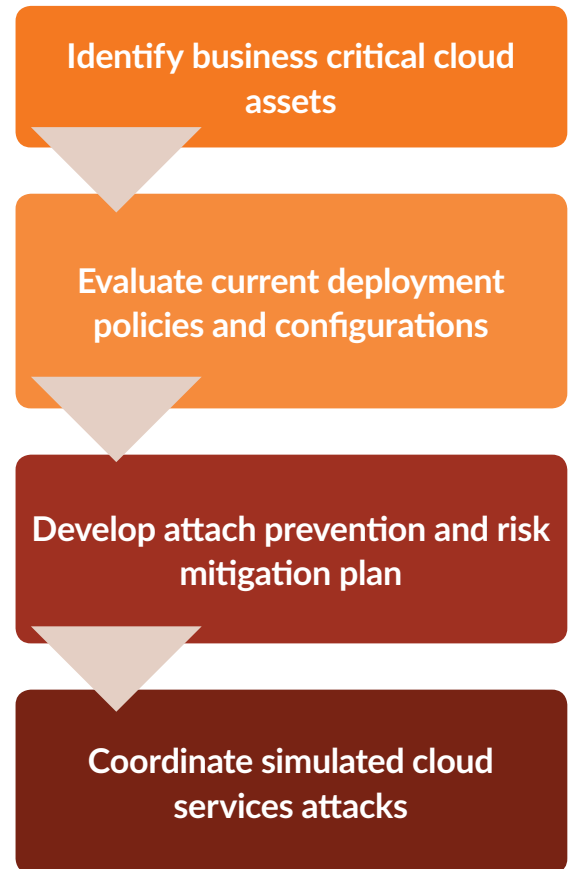 Identify business critical cloud
assets
Evaluate current deployment
policies and configurations
Develop attach prevention and risk
mitigation plan
Coordinate simulated cloud
services attacks